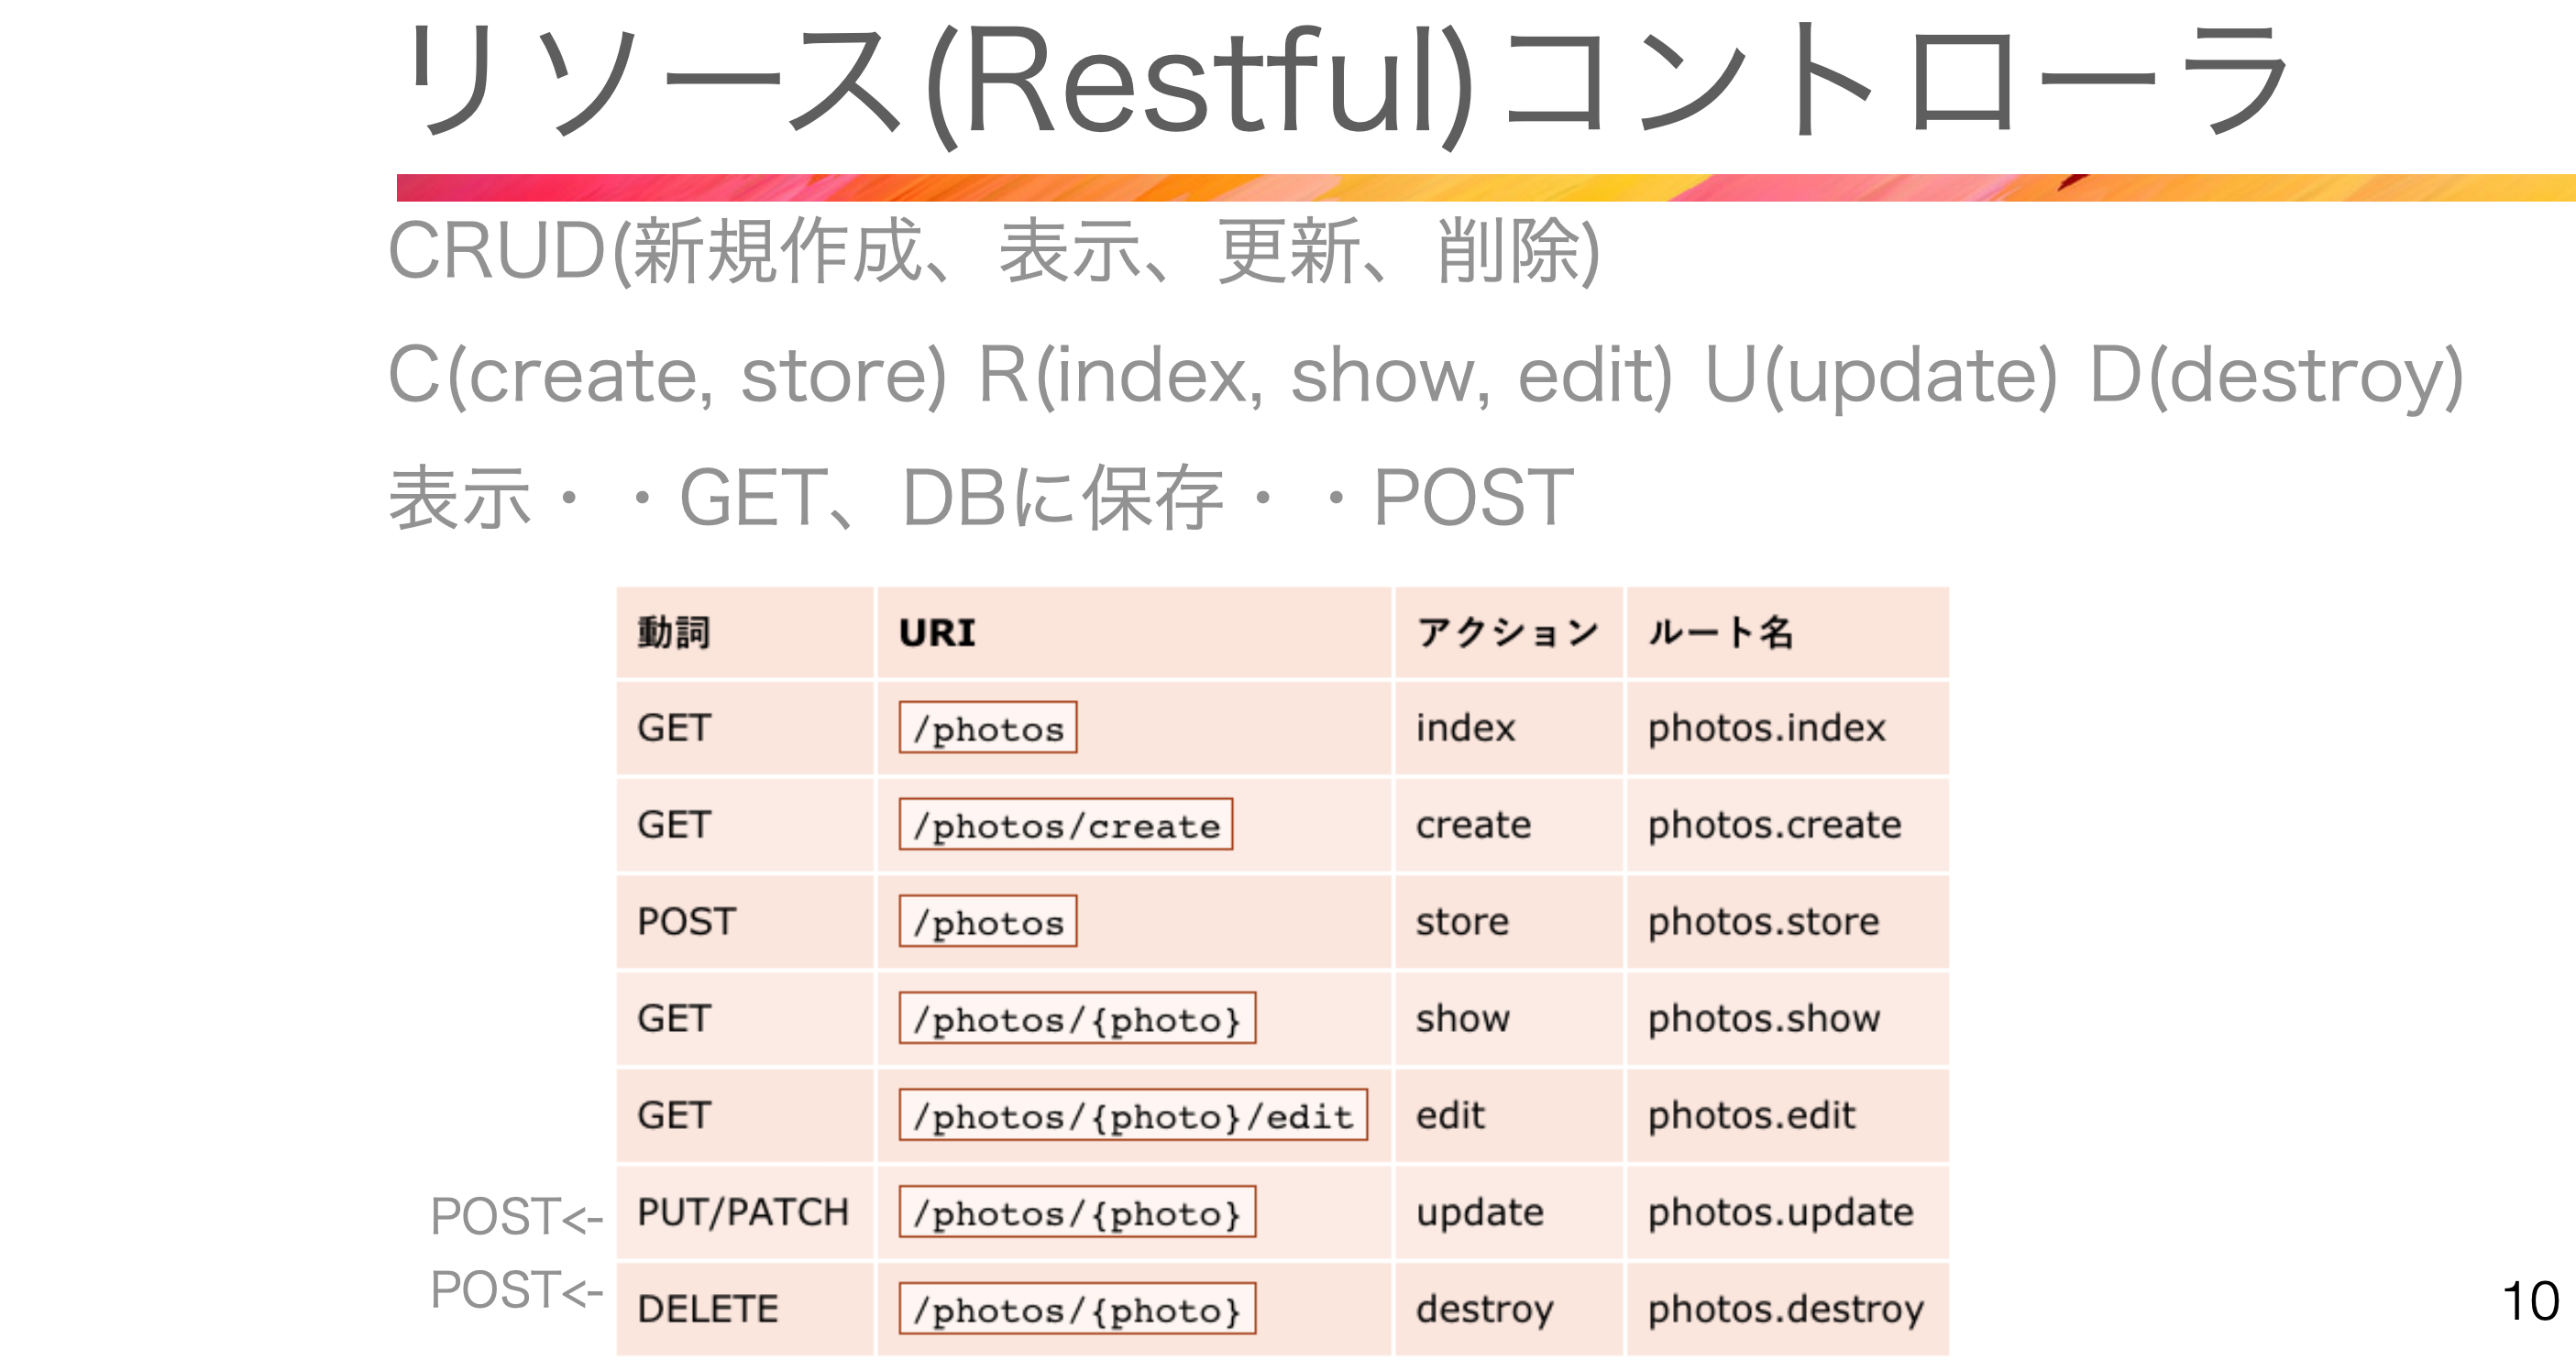 リソース(Restful)コントローラ
CRUD(新規作成、表示、更新、削除)
C(create, store) R(index, show, edit) U(update) D(destroy)
表示・・GET、DBに保存・・POST
動詞 URI アクション ルート名
GET /photos index photos.index
GET /photos/create create photos.create
POST /photos store photos.store
GET /photos/{photo} show photos.show
GET /photos/{photo}/edit edit photos.edit
POST<- PUT/PATCH /photos/{photo} update photos.update
POST<- DELETE /photos/{photo} destroy photos.destroy
10